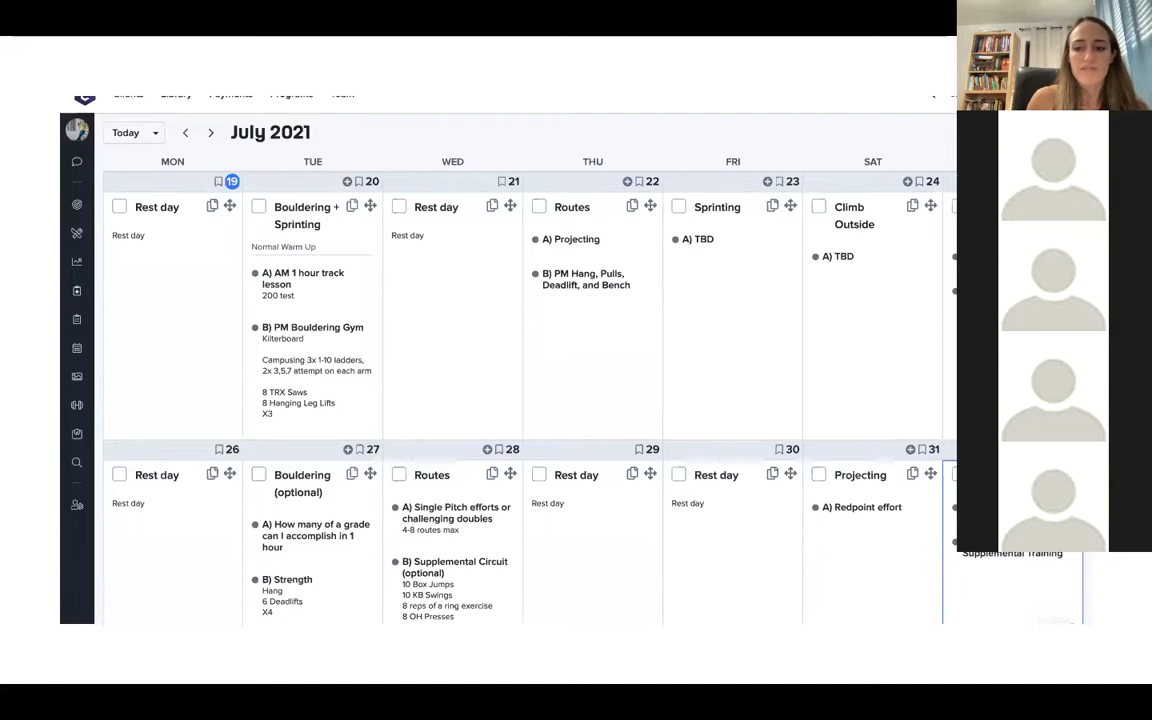 Clients Library Payments Programs Team
Today
July 2021
MON TUE WED THU FRI SAT
19 20 21 22 23 24
Rest day
Rest day
Bouldering +
Sprinting
Normal Warm Up
A) AM 1 hour track
lesson
200 test
B) PM Bouldering Gym
Kilterboard
Campusing 3x 1-10 ladders,
2x 3,5,7 attempt on each arm
8 TRX Saws
8 Hanging Leg Lifts
X3
Rest day
Rest day
Routes
A) Projecting
B) PM Hang, Pulls,
Deadlift, and Bench
Sprinting
A) TBD
Climb
Outside
A) TBD
26 27 28 29 30 31
Rest day
Rest day
Bouldering
(optional)
A) How many of a grade
can I accomplish in 1
hour
B) Strength
Hang
6 Deadlifts
X4
Routes
A) Single Pitch efforts or
challenging doubles
4-8 routes max
B) Supplemental Circuit
(optional)
10 Box Jumps
10 KB Swings
8 reps of a ring exercise
8 OH Presses
Rest day
Rest day
Rest day
Rest day
Projecting
A) Redpoint effort
Supplemental Training